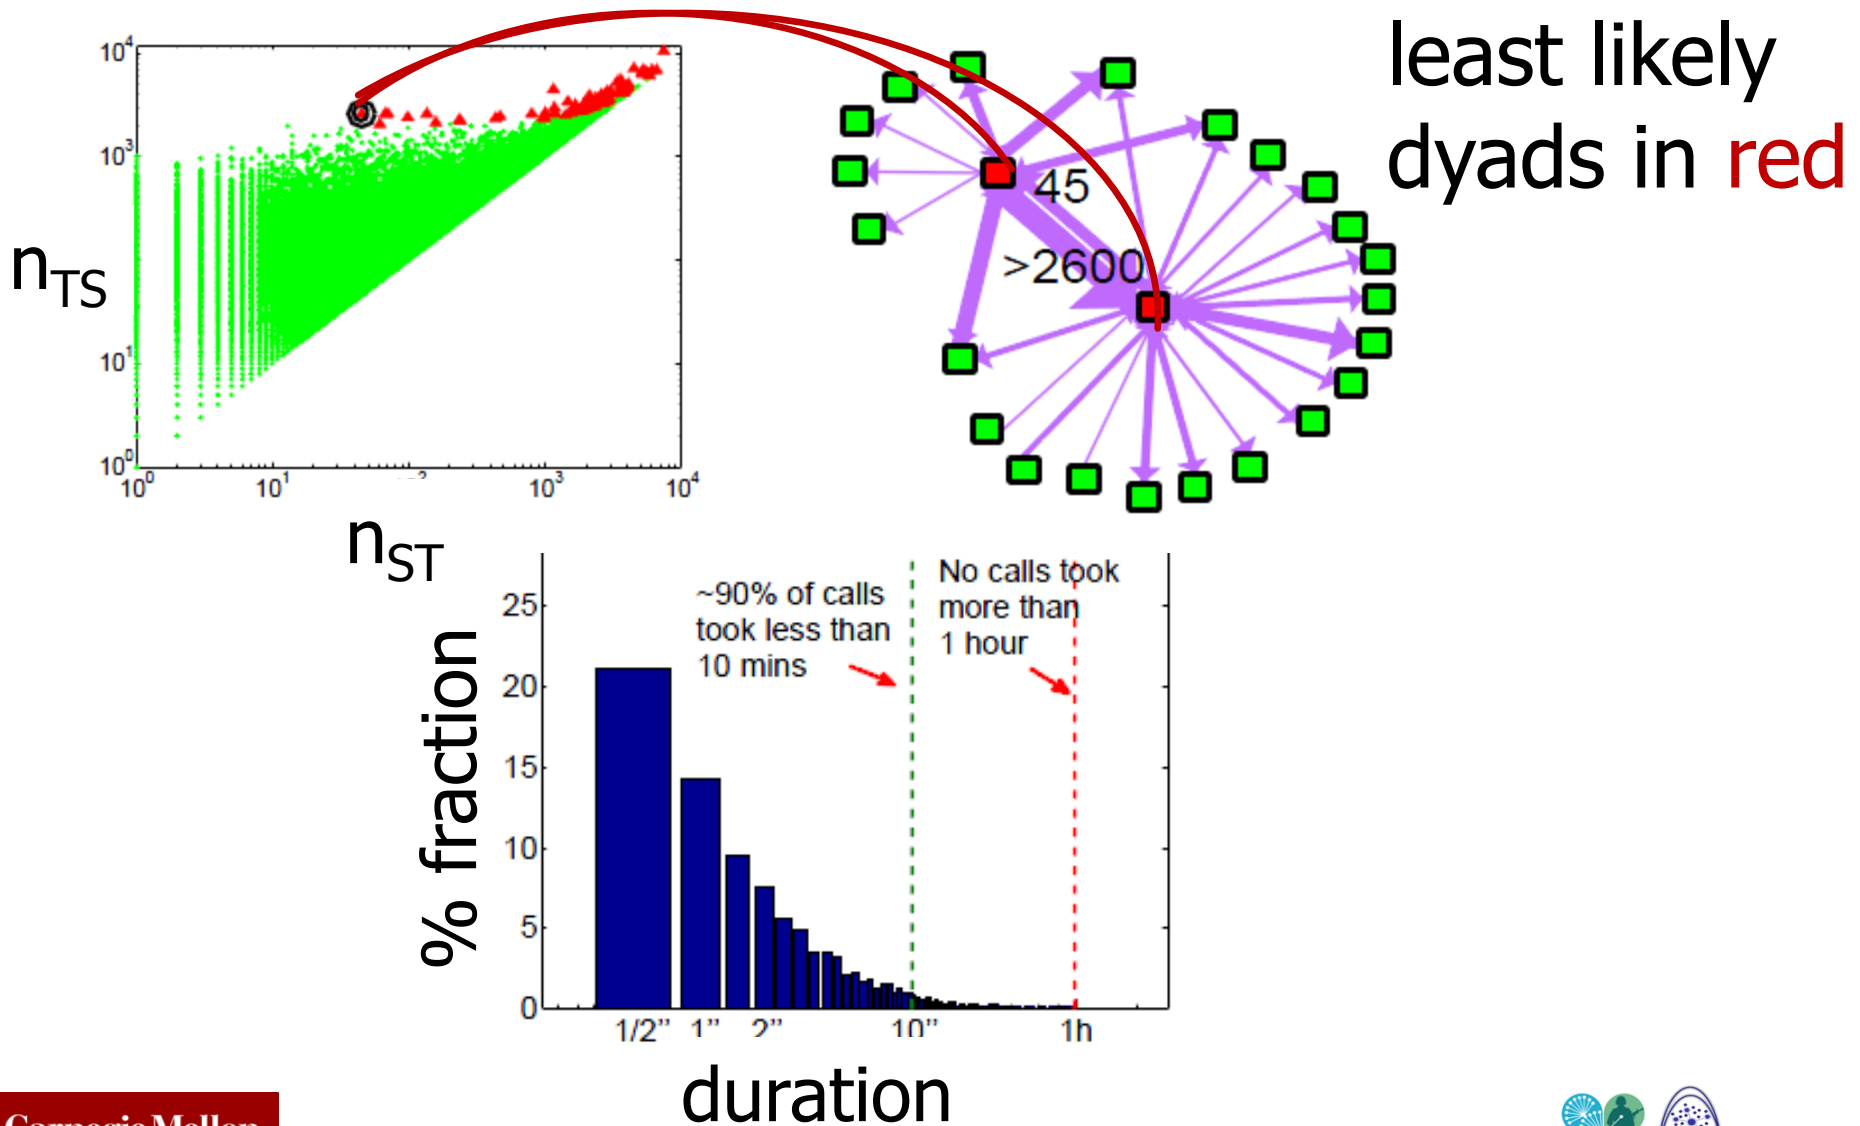 least likely
dyads in red
10⁴
10³
10¹
10⁰
n_TS
10⁰
10¹
10³
10⁴
n_ST
45
>2600
~90% of calls
took less than
10 mins
No calls took
more than
1 hour
25
20
15
10
5
0
% fraction
1/2”
1”
2”
10”
1h
duration
Carnegie Mellon